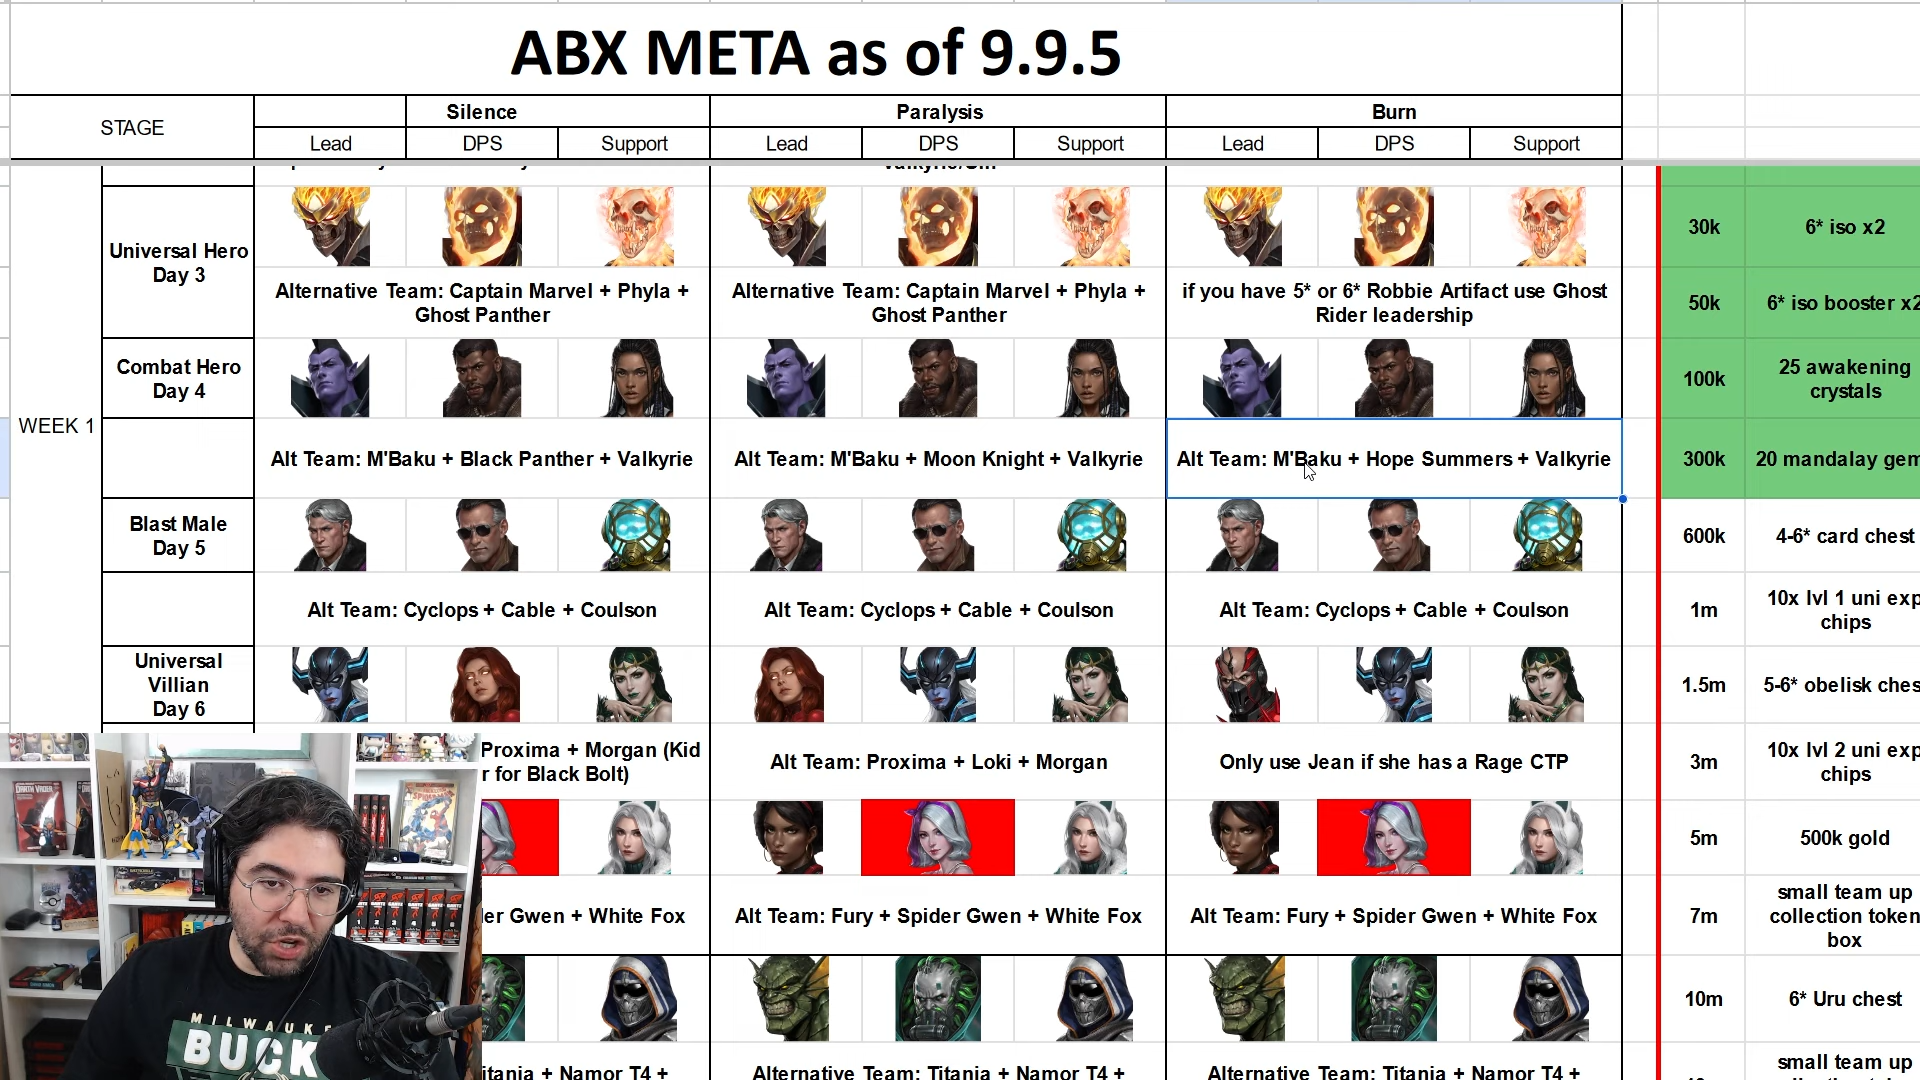 ABX META as of 9.9.5
STAGE
Silence
Paralysis
Burn
Lead
DPS
Support
Lead
DPS
Support
Lead
DPS
Support
WEEK 1
Universal Hero
Day 3
Alternative Team: Captain Marvel + Phyla +
Ghost Panther
Alternative Team: Captain Marvel + Phyla +
Ghost Panther
if you have 5* or 6* Robbie Artifact use Ghost
Rider leadership
Combat Hero
Day 4
Alt Team: M'Baku + Black Panther + Valkyrie
Alt Team: M'Baku + Moon Knight + Valkyrie
Alt Team: M'Baku + Hope Summers + Valkyrie
Blast Male
Day 5
Alt Team: Cyclops + Cable + Coulson
Alt Team: Cyclops + Cable + Coulson
Alt Team: Cyclops + Cable + Coulson
Universal
Villian
Day 6
Proxima + Morgan (Kid
r for Black Bolt)
Alt Team: Proxima + Loki + Morgan
Only use Jean if she has a Rage CTP
er Gwen + White Fox
Alt Team: Fury + Spider Gwen + White Fox
Alt Team: Fury + Spider Gwen + White Fox
itania + Namor T4 +
Alternative Team: Titania + Namor T4 +
Alternative Team: Titania + Namor T4 +
30k
6* iso x2
50k
6* iso booster x2
100k
25 awakening
crystals
300k
20 mandalay gem
600k
4-6* card chest
1m
10x lvl 1 uni exp
chips
1.5m
5-6* obelisk ches
3m
10x lvl 2 uni exp
chips
5m
500k gold
7m
small team up
collection token
box
10m
6* Uru chest
small team up
DARTH VADER
MILWAUKE
BUCK